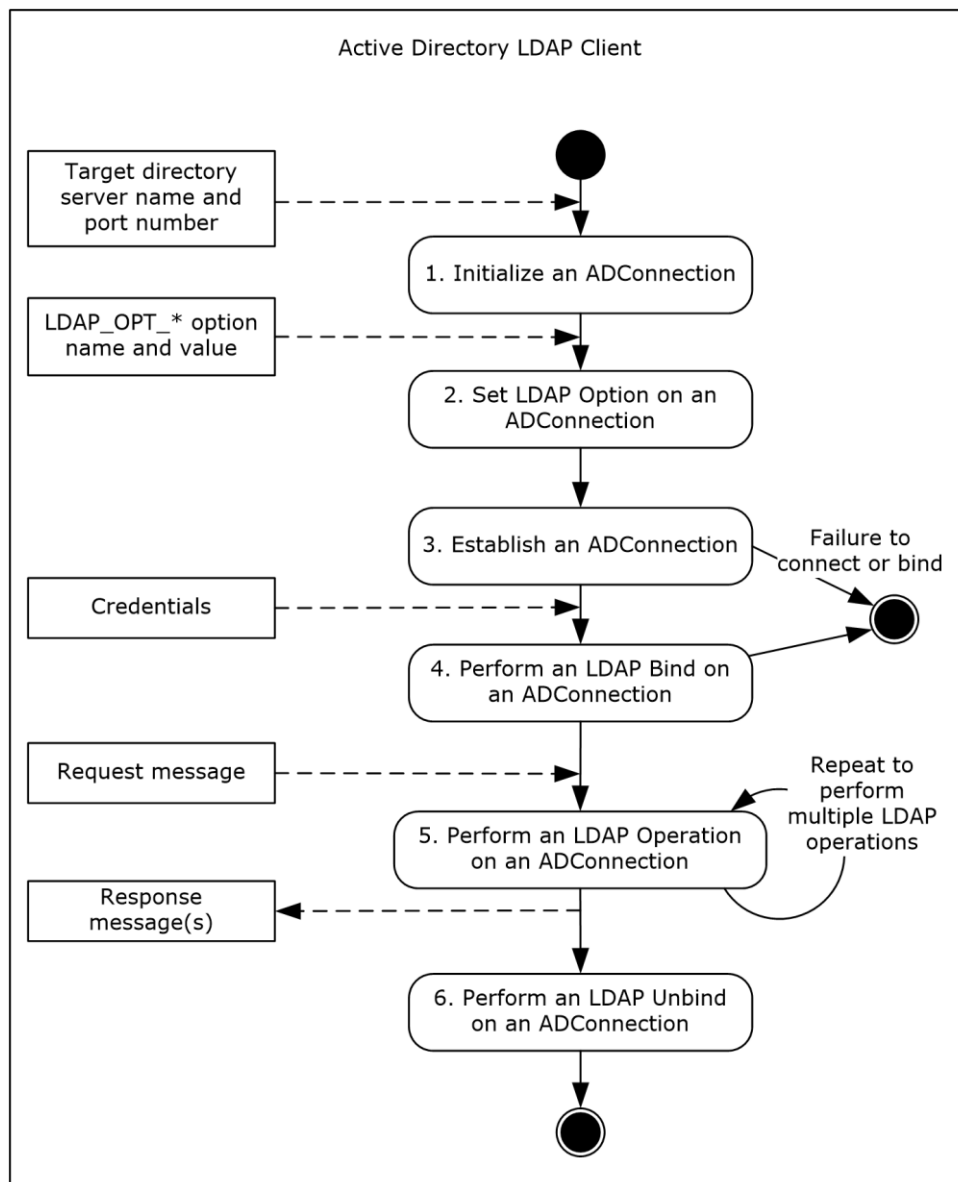 Active Directory LDAP Client
Target directory
server name and
port number
1. Initialize an ADConnection
LDAP_OPT_* option
name and value
2. Set LDAP Option on an
ADConnection
3. Establish an ADConnection
Failure to
connect or bind
Credentials
4. Perform an LDAP Bind on
an ADConnection
Request message
Repeat to
perform
multiple LDAP
operations
5. Perform an LDAP Operation
on an ADConnection
Response
message(s)
6. Perform an LDAP Unbind
on an ADConnection